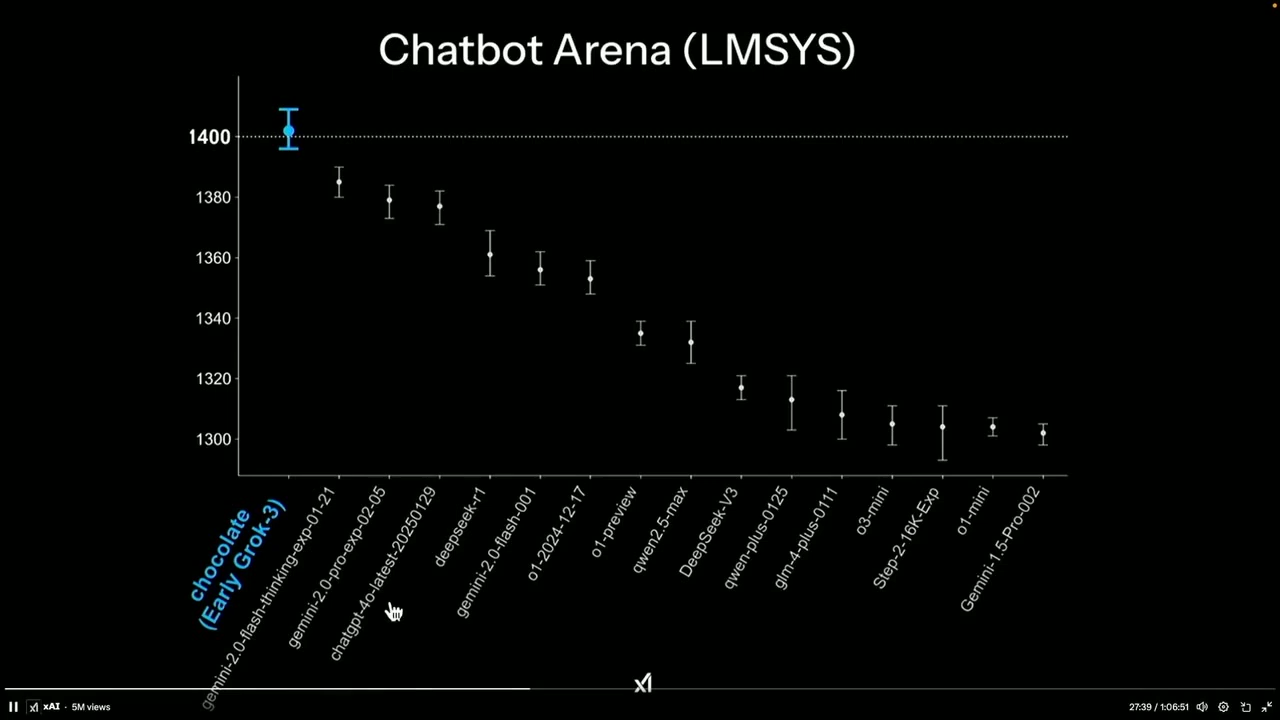 Chatbot Arena (LMSYS)
1400
1380
1360
1340
1320
1300
chocolate
(Early Grok-3)
gemini-2.0-flash-thinking-exp-01-21
gemini-2.0-pro-exp-02-05
chatgpt-4o-latest-20250129
deepseek-r1
gemini-2.0-flash-001
o1-2024-12-17
o1-preview
qwen2.5-max
DeepSeek-V3
qwen-plus-0125
glm-4-plus-0111
o3-mini
Step-2-16K-Exp
o1-mini
Gemini-1.5-Pro-002
xAI · 5M views
27:39 / 1:06:51